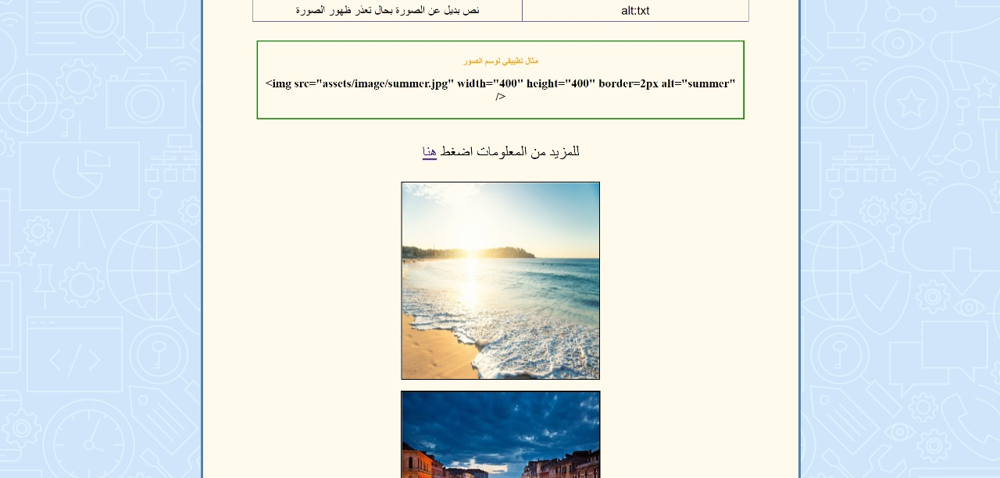 نص بديل عن الصورة بحال تعذر ظهور الصورة alt:txt
مثال تطبيقي لوسم الصور
<img src="assets/image/summer.jpg" width="400" height="400" border=2px alt="summer"
/>
للمزيد من المعلومات اضغط هنا